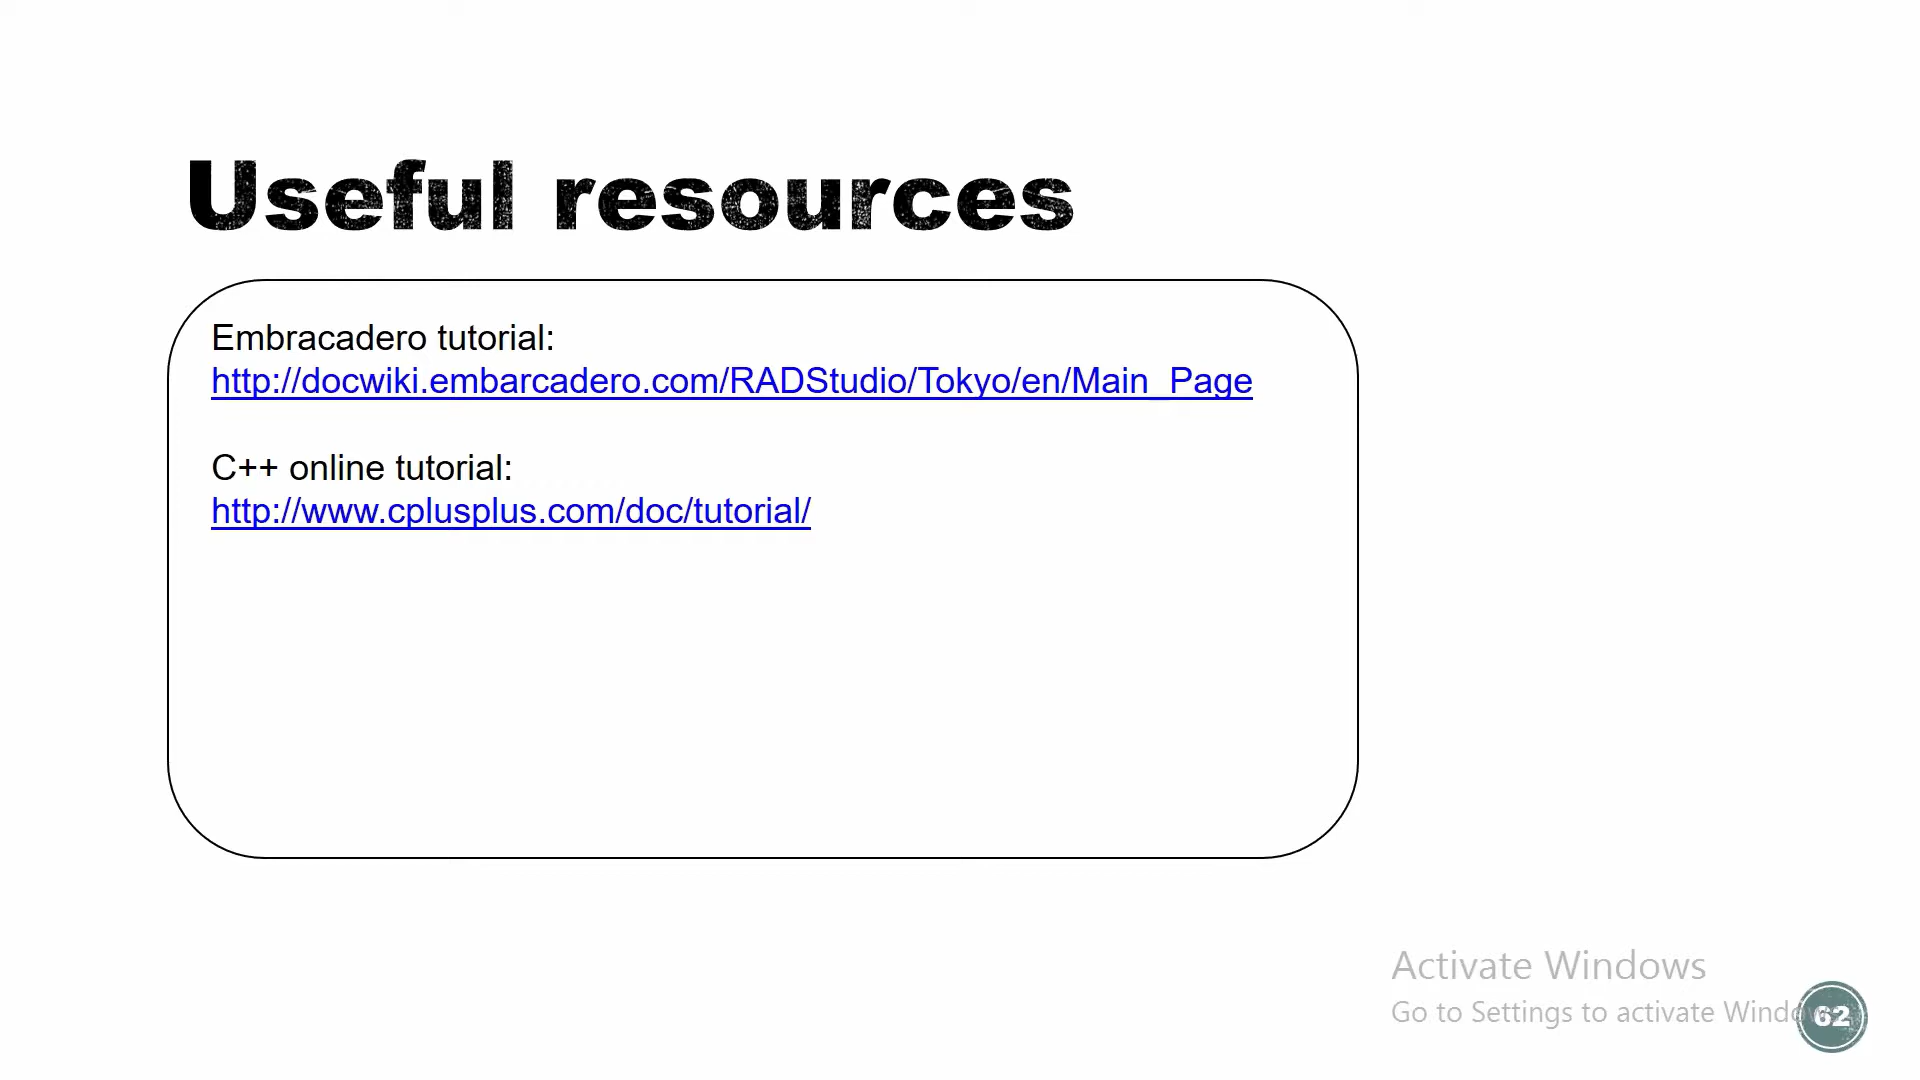 Useful resources
Embracadero tutorial:
http://docwiki.embarcadero.com/RADStudio/Tokyo/en/Main_Page
C++ online tutorial:
http://www.cplusplus.com/doc/tutorial/
Activate Windows
Go to Settings to activate Windows
62